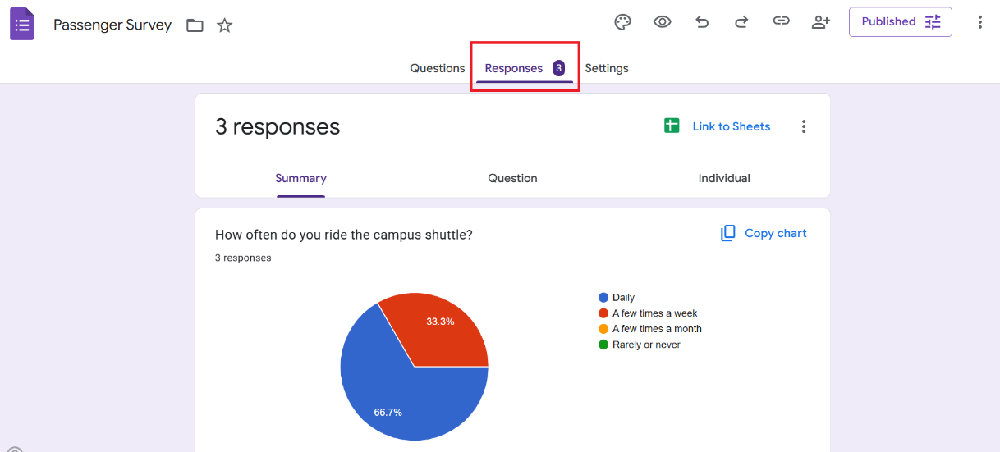 Passenger Survey
Published
Questions
Responses 3
Settings
3 responses
Link to Sheets
Summary
Question
Individual
How often do you ride the campus shuttle?
Copy chart
3 responses
Daily
A few times a week
A few times a month
Rarely or never
33.3%
66.7%